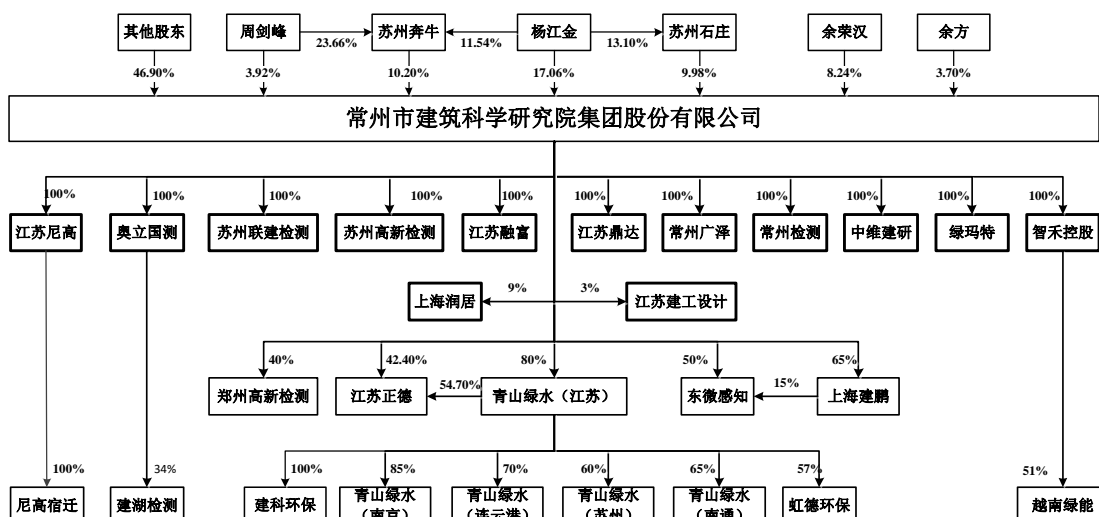 其他股东 周剑峰 苏州奔牛 杨江金 苏州石庄 余荣汉 余方
23.66% 11.54% 13.10%
46.90% 3.92% 10.20% 17.06% 9.98% 8.24% 3.70%
常州市建筑科学研究院集团股份有限公司
100% 100% 100% 100% 100% 100% 100% 100% 100% 100% 100%
江苏尼高 奥立国测 苏州联建检测 苏州高新检测 江苏融富 江苏鼎达 常州广泽 常州检测 中维建研 绿玛特 智禾控股
上海润居 9% 3% 江苏建工设计
40% 42.40% 80% 50% 65%
郑州高新检测 江苏正德 54.70% 青山绿水（江苏） 东微感知 15% 上海建鹏
100% 34% 100% 85% 70% 60% 65% 57% 51%
尼高宿迁 建湖检测 建科环保 青山绿水 青山绿水 青山绿水 青山绿水 虹德环保 越南绿能
（南京） （连云港） （苏州） （南通）